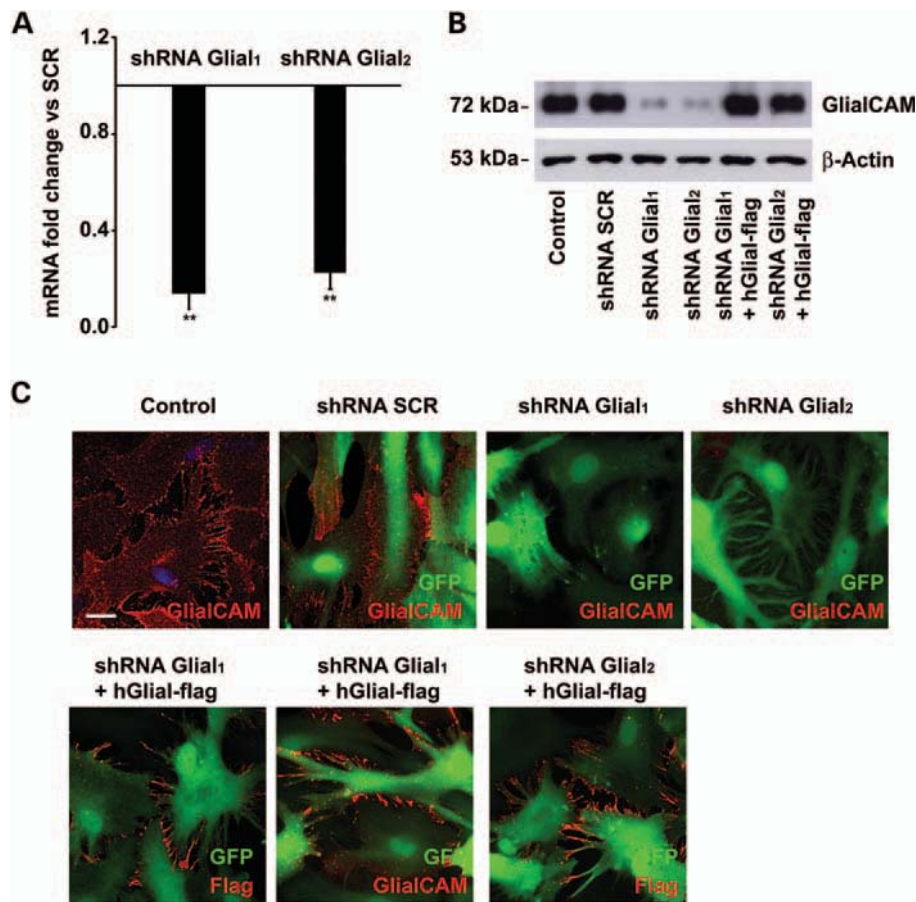 A
1.2
shRNA Glial1 shRNA Glial2
0.8
0.4
0.0
mRNA fold change vs SCR
**
**
B
72 kDa-
GlialCAM
53 kDa-
β-Actin
Control
shRNA SCR
shRNA Glial1
shRNA Glial2
shRNA Glial1
+ hGlial-flag
shRNA Glial2
+ hGlial-flag
C
Control
shRNA SCR
shRNA Glial1
shRNA Glial2
GlialCAM
GFP
GlialCAM
GFP
GlialCAM
GFP
GlialCAM
shRNA Glial1
+ hGlial-flag
shRNA Glial1
+ hGlial-flag
shRNA Glial2
+ hGlial-flag
GFP
Flag
GFP
GlialCAM
GFP
Flag